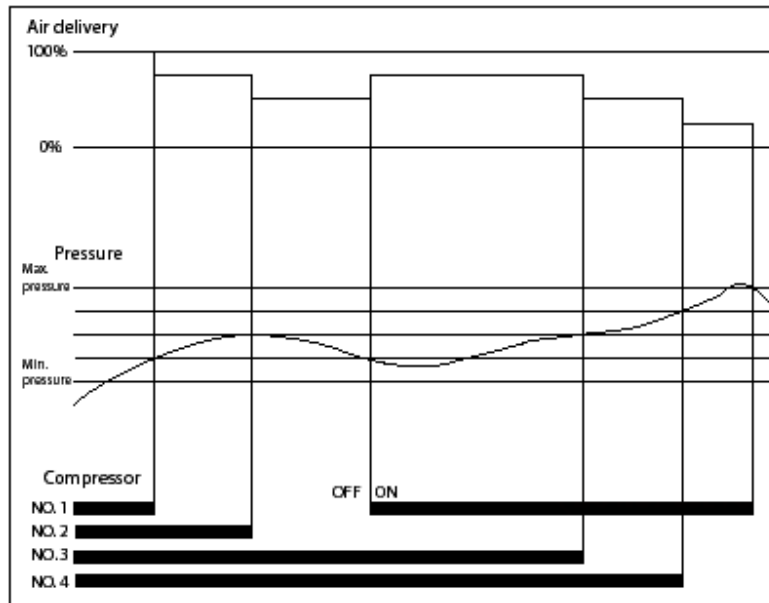 Air delivery
100%
0%
Pressure
Max.
pressure
Min.
pressure
Compressor
OFF ON
NO. 1
NO. 2
NO. 3
NO. 4